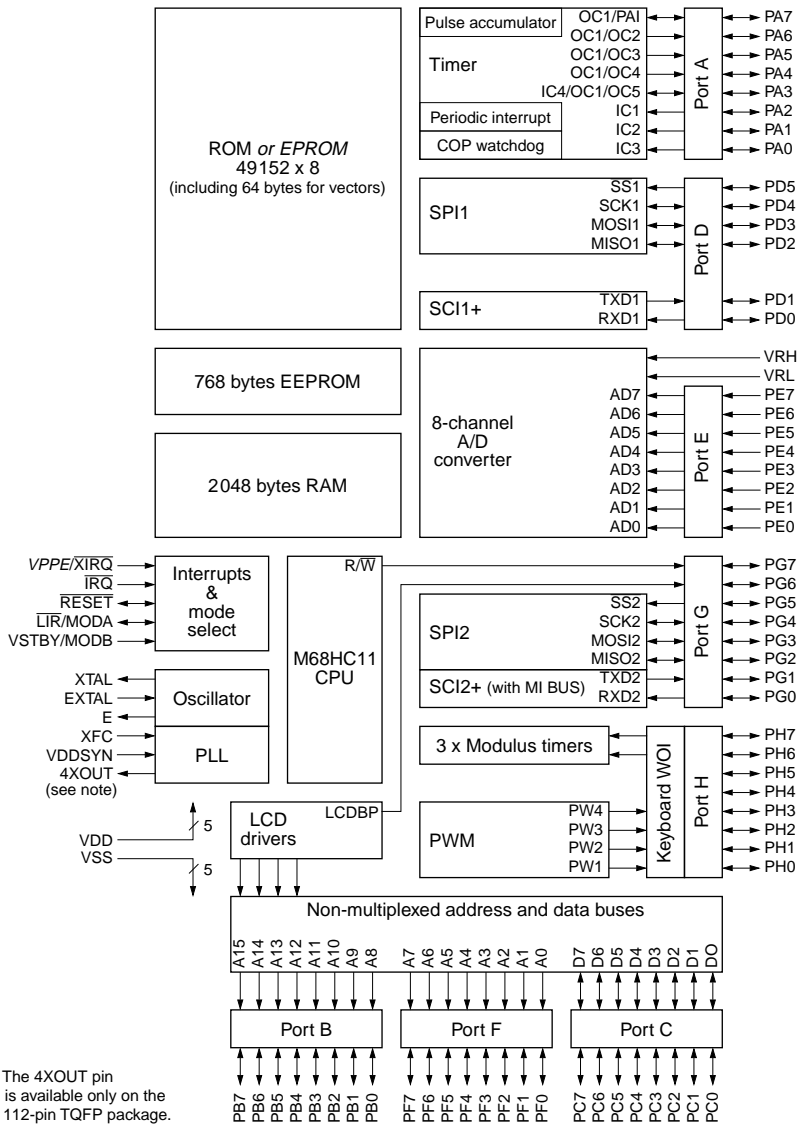 ROM or EPROM
49152 x 8
(including 64 bytes for vectors)
768 bytes EEPROM
2048 bytes RAM
Pulse accumulator
Timer
Periodic interrupt
COP watchdog
OC1/PAI
OC1/OC2
OC1/OC3
OC1/OC4
IC4/OC1/OC5
IC1
IC2
IC3
Port A
PA7
PA6
PA5
PA4
PA3
PA2
PA1
PA0
SPI1
SS1
SCK1
MOSI1
MISO1
SCI1+
TXD1
RXD1
Port D
PD5
PD4
PD3
PD2
PD1
PD0
8-channel
A/D
converter
VRH
VRL
AD7
AD6
AD5
AD4
AD3
AD2
AD1
AD0
Port E
PE7
PE6
PE5
PE4
PE3
PE2
PE1
PE0
VPPE/XIRQ
IRQ
RESET
LIR/MODA
VSTBY/MODB
Interrupts
&
mode
select
XTAL
EXTAL
E
Oscillator
XFC
VDDSYN
4XOUT
(see note)
PLL
M68HC11
CPU
R/W
SPI2
SS2
SCK2
MOSI2
MISO2
SCI2+ (with MI BUS)
TXD2
RXD2
Port G
PG7
PG6
PG5
PG4
PG3
PG2
PG1
PG0
3 x Modulus timers
PWM
PW4
PW3
PW2
PW1
Keyboard WOI
Port H
PH7
PH6
PH5
PH4
PH3
PH2
PH1
PH0
VDD
VSS
5
5
LCD
drivers
LCDBP
Non-multiplexed address and data buses
A15
A14
A13
A12
A11
A10
A9
A8
A7
A6
A5
A4
A3
A2
A1
A0
D7
D6
D5
D4
D3
D2
D1
DO
Port B
Port F
Port C
PB7
PB6
PB5
PB4
PB3
PB2
PB1
PB0
PF7
PF6
PF5
PF4
PF3
PF2
PF1
PF0
PC7
PC6
PC5
PC4
PC3
PC2
PC1
PC0
The 4XOUT pin
is available only on the
112-pin TQFP package.